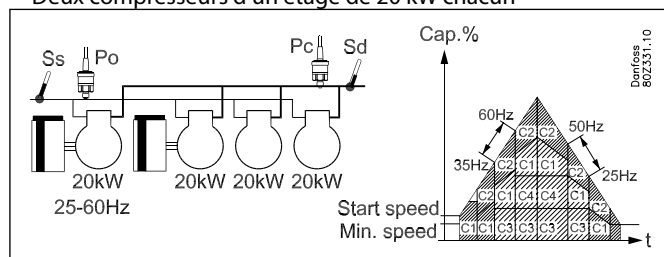 Deux compresseurs d'un étage de 20 kW chacun
Ss
Po
Pc
Sd
20kW
20kW
20kW
20kW
25-60Hz
Cap.%
Danfoss
80Z331.10
60Hz
50Hz
35Hz
25Hz
C2 C2
C2 C1 C1 C2
C2 C1 C4 C4 C1 C2
C1 C1 C3 C3 C3 C1
Start speed
Min. speed
t